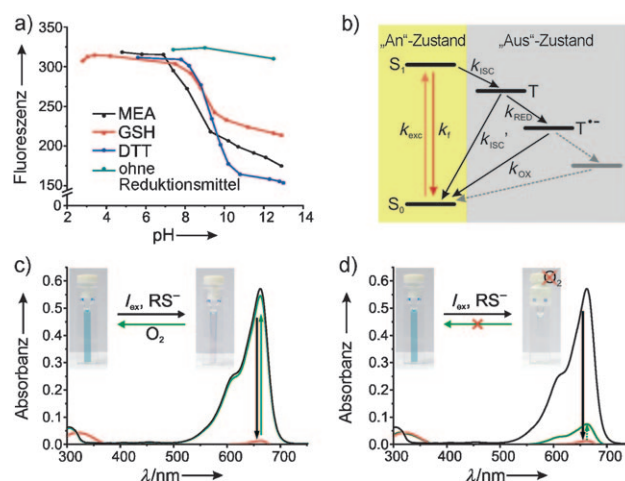 a)
Fluoreszenz
350
300
250
200
150
2 4 6 8 10 12 14
pH
MEA
GSH
DTT
ohne
Reduktionsmittel
b)
„An“-Zustand
„Aus“-Zustand
S₁
kISC
T
kRED
T•−
kexc
kf
kISC'
kOX
S₀
c)
Absorbanz
0.6
0.5
0.4
0.3
0.2
0.1
0.0
300 400 500 600 700
λ/nm
Iex, RS⁻
O₂
d)
Absorbanz
0.6
0.5
0.4
0.3
0.2
0.1
0.0
300 400 500 600 700
λ/nm
Iex, RS⁻
O₂